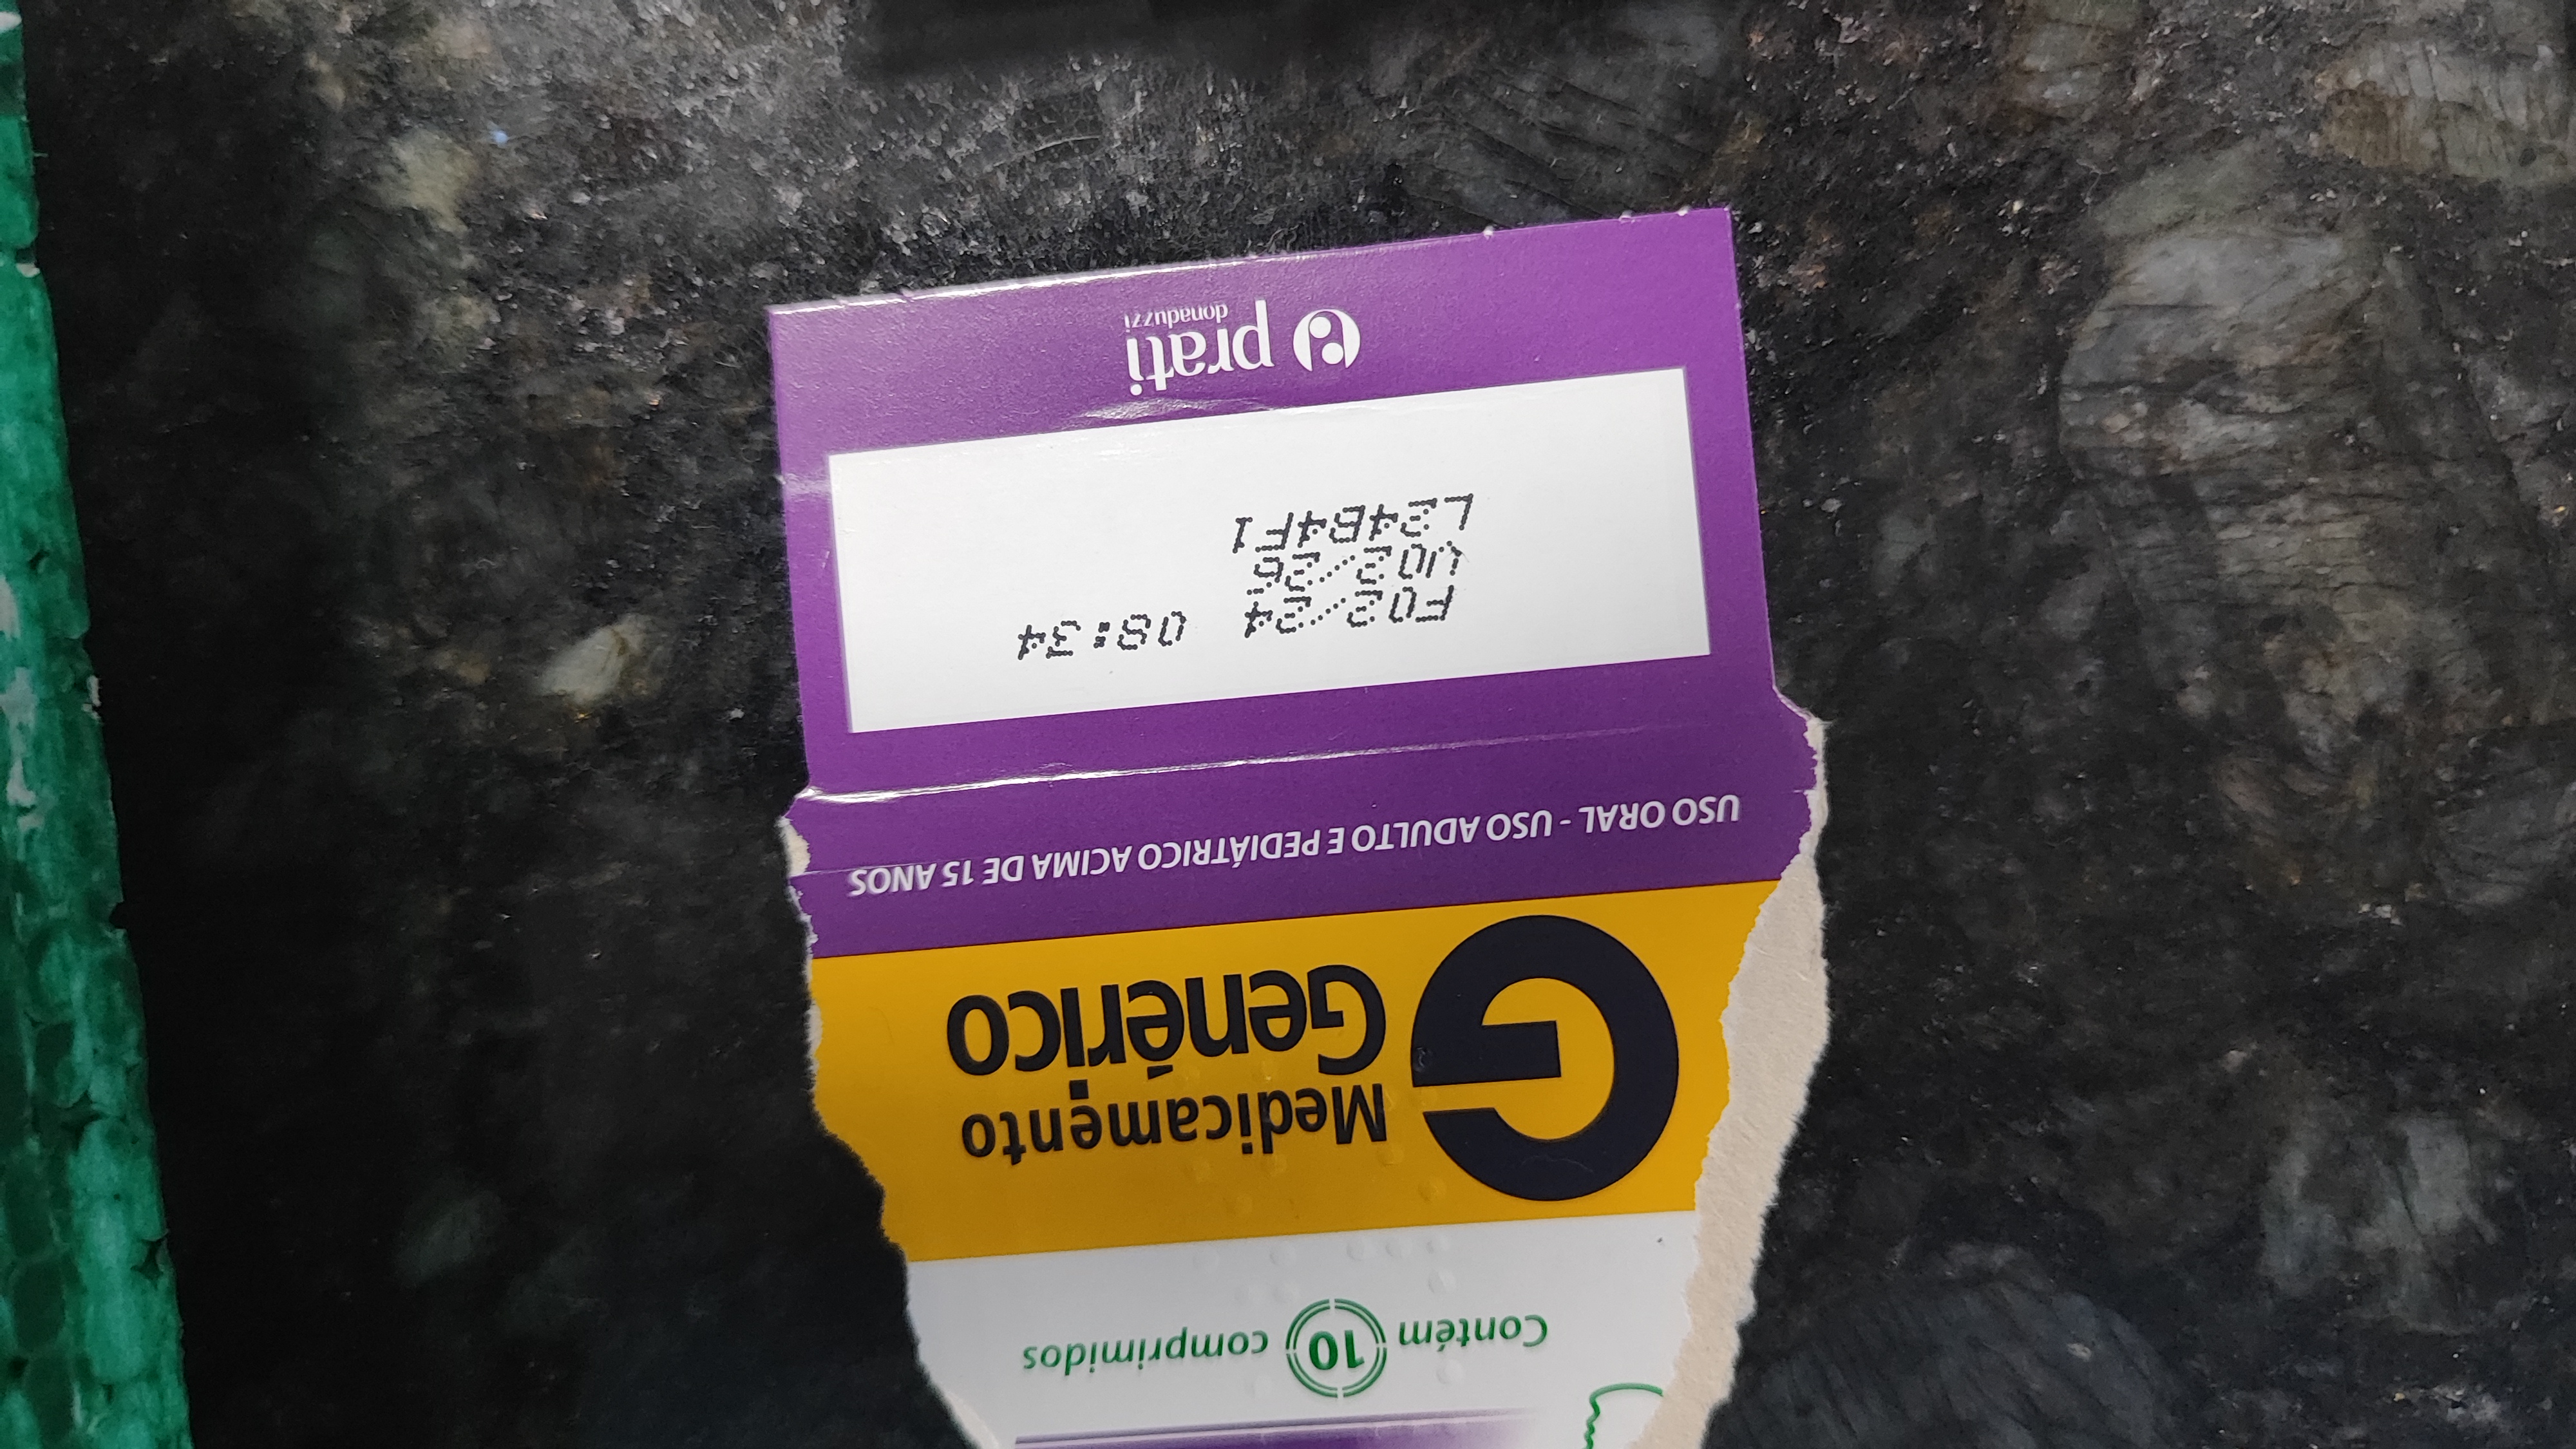 Contém 10 comprimidos
G Medicamento
Genérico
USO ORAL - USO ADULTO E PEDIÁTRICO ACIMA DE 15 ANOS
F02/24 08:34
V02/26
L24B4F1
prati
donaduzzi